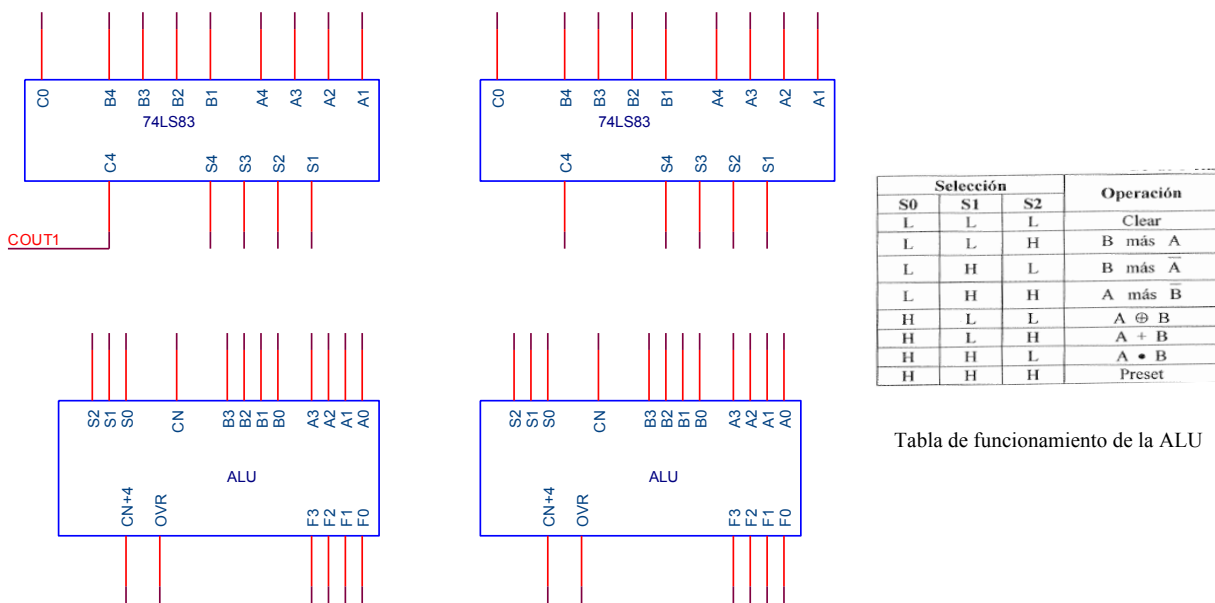 C0 B4 B3 B2 B1 A4 A3 A2 A1
74LS83
C4 S4 S3 S2 S1
COUT1
C0 B4 B3 B2 B1 A4 A3 A2 A1
74LS83
C4 S4 S3 S2 S1
S2 S1 S0 CN B3 B2 B1 B0 A3 A2 A1 A0
ALU
CN+4 OVR F3 F2 F1 F0
S2 S1 S0 CN B3 B2 B1 B0 A3 A2 A1 A0
ALU
CN+4 OVR F3 F2 F1 F0
Selección Operación
S0 S1 S2
L L L Clear
L L H B más A
L H L B más A̅
L H H A más B̅
H L L A ⊕ B
H L H A + B
H H L A • B
H H H Preset
Tabla de funcionamiento de la ALU